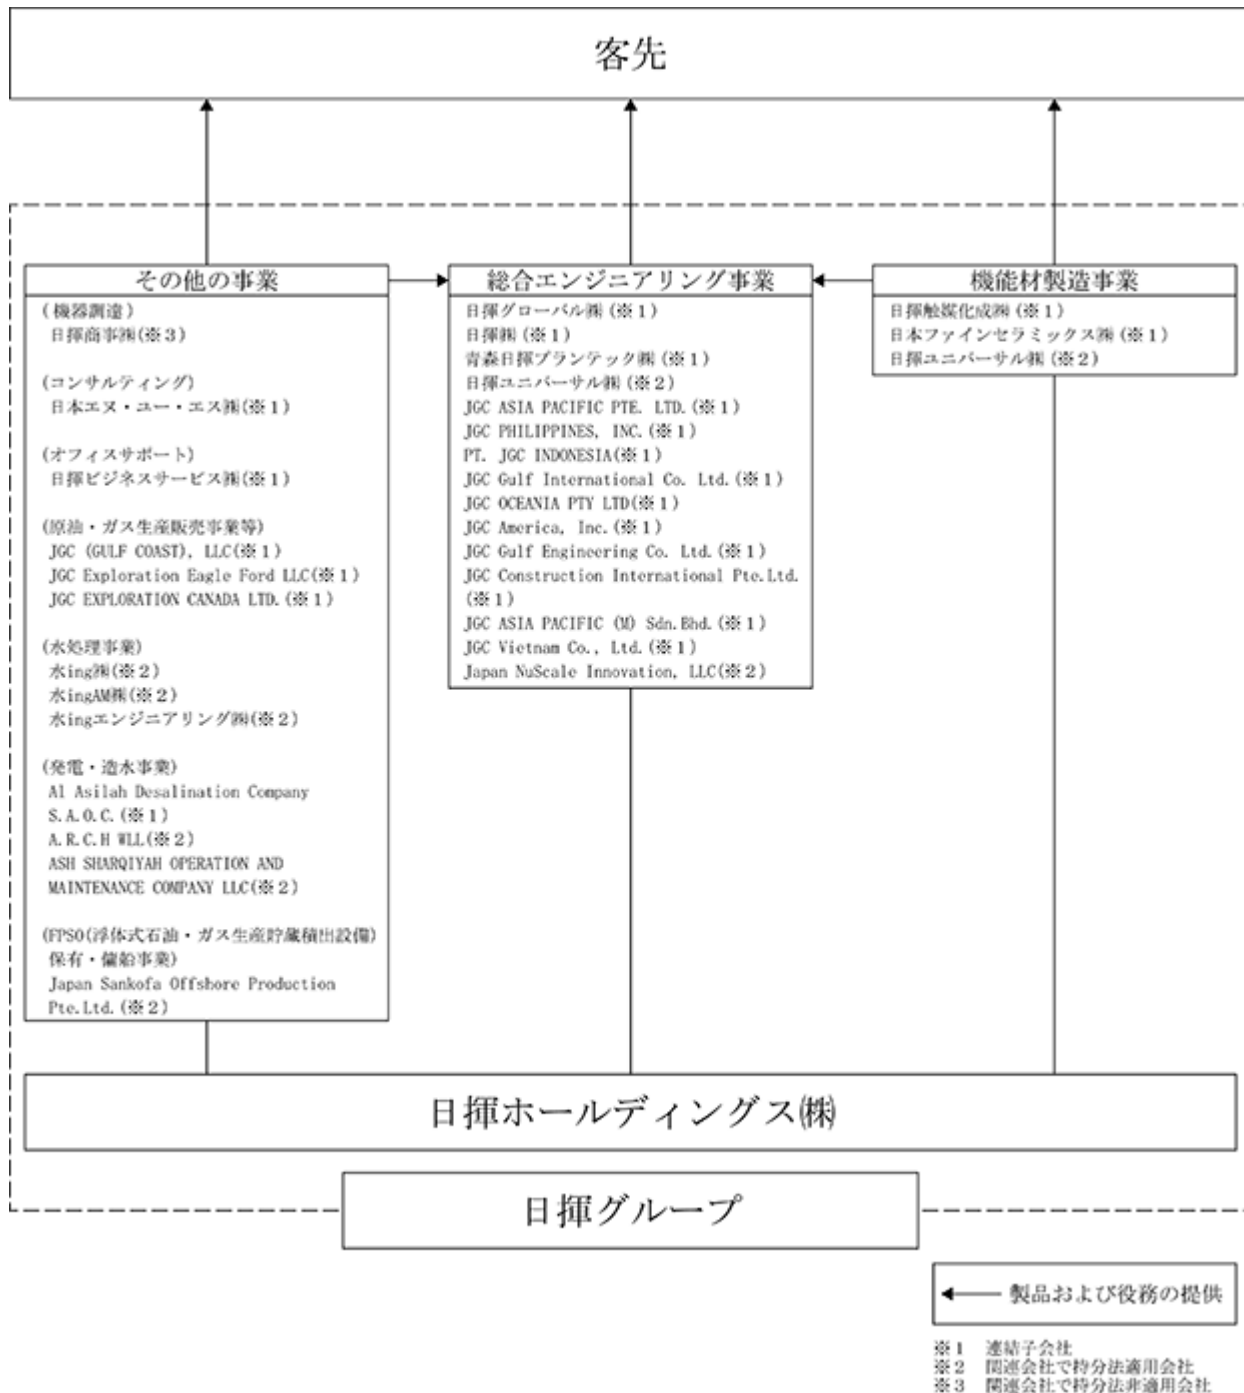 客先
その他の事業
(機器調達)
日揮商事㈱(※3)
(コンサルティング)
日本エヌ・ユー・エス㈱(※1)
(オフィスサポート)
日揮ビジネスサービス㈱(※1)
(原油・ガス生産販売事業等)
JGC (GULF COAST), LLC(※1)
JGC Exploration Eagle Ford LLC(※1)
JGC EXPLORATION CANADA LTD.(※1)
(水処理事業)
水ing㈱(※2)
水ingAM㈱(※2)
水ingエンジニアリング㈱(※2)
(発電・造水事業)
Al Asilah Desalination Company
S.A.O.C.(※1)
A.R.C.H WLL(※2)
ASH SHARQIYAH OPERATION AND
MAINTENANCE COMPANY LLC(※2)
(FPSO(浮体式石油・ガス生産貯蔵積出設備)
保有・傭船事業)
Japan Sankofa Offshore Production
Pte.Ltd.(※2)
総合エンジニアリング事業
日揮グローバル㈱(※1)
日揮㈱(※1)
青森日揮プランテック㈱(※1)
日揮ユニバーサル㈱(※2)
JGC ASIA PACIFIC PTE. LTD.(※1)
JGC PHILIPPINES, INC.(※1)
PT. JGC INDONESIA(※1)
JGC Gulf International Co. Ltd.(※1)
JGC OCEANIA PTY LTD(※1)
JGC America, Inc.(※1)
JGC Gulf Engineering Co. Ltd.(※1)
JGC Construction International Pte.Ltd.
(※1)
JGC ASIA PACIFIC (M) Sdn.Bhd.(※1)
JGC Vietnam Co., Ltd.(※1)
Japan NuScale Innovation, LLC(※2)
機能材製造事業
日揮触媒化成㈱(※1)
日本ファインセラミックス㈱(※1)
日揮ユニバーサル㈱(※2)
日揮ホールディングス㈱
日揮グループ
製品および役務の提供
※1 連結子会社
※2 関連会社で持分法適用会社
※3 関連会社で持分法非適用会社